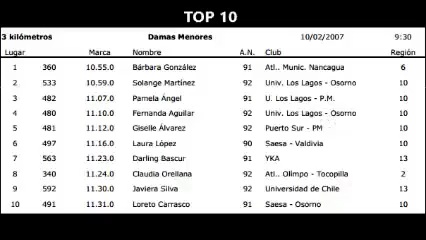 TOP 10
3 kilómetros Damas Menores 10/02/2007 9:30
Lugar Marca Nombre A.N. Club Región
1 360 10.55.0 Bárbara González 91 Atl.. Munic. Nancagua 6
2 533 10.59.0 Solange Martínez 92 Univ. Los Lagos - Osorno 10
3 482 11.07.0 Pamela Ángel 91 U. Los Lagos - P.M. 10
4 480 11.10.0 Fernanda Aguilar 92 Univ. Los Lagos - Osorno 10
5 481 11.12.0 Giselle Álvarez 92 Puerto Sur - PM 10
6 497 11.16.0 Laura López 90 Saesa - Valdivia 10
7 563 11.23.0 Darling Bascur 91 YKA 13
8 340 11.24.0 Claudia Orellana 92 Atl.. Olimpo - Tocopilla 2
9 592 11.30.0 Javiera Silva 92 Universidad de Chile 13
10 491 11.31.0 Loreto Carrasco 91 Saesa - Osorno 10